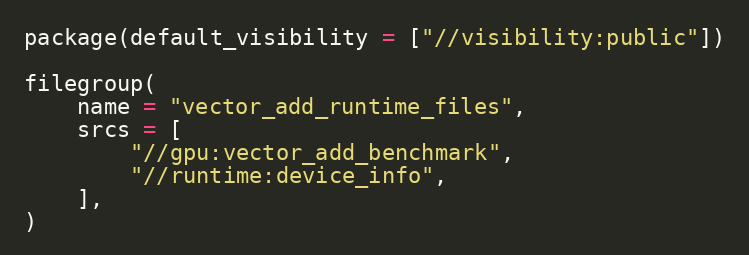 package(default_visibility = ["//visibility:public"])

filegroup(
    name = "vector_add_runtime_files",
    srcs = [
        "//gpu:vector_add_benchmark",
        "//runtime:device_info",
    ],
)